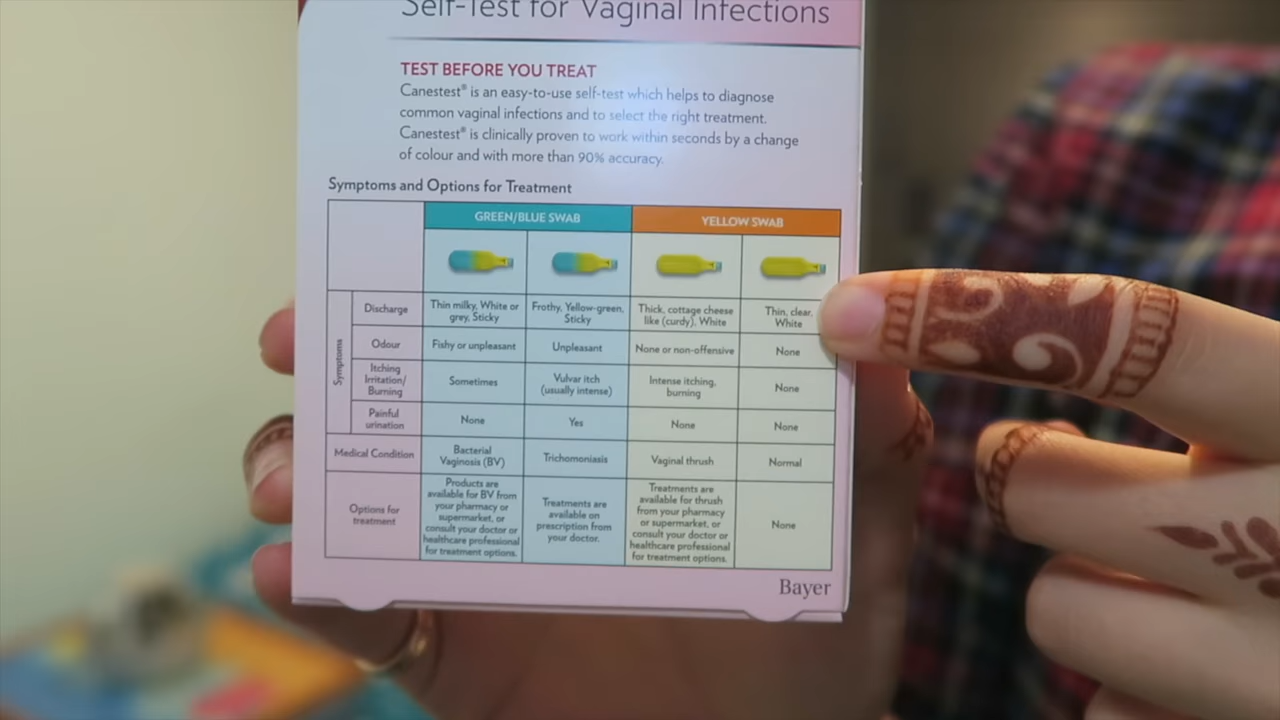 Self-Test for Vaginal Infections
TEST BEFORE YOU TREAT
Canestest® is an easy-to-use self-test which helps to diagnose
common vaginal infections and to select the right treatment.
Canestest® is clinically proven to work within seconds by a change
of colour and with more than 90% accuracy.
Symptoms and Options for Treatment
GREEN/BLUE SWAB
YELLOW SWAB
Symptoms
Discharge
Thin milky, White or
grey, Sticky
Frothy, Yellow-green,
Sticky
Thick, cottage cheese
like (curdy), White
Thin, clear,
White
Odour
Fishy or unpleasant
Unpleasant
None or non-offensive
None
Itching
Irritation/
Burning
Sometimes
Vulvar itch
(usually intense)
Intense itching,
burning
None
Painful
urination
None
Yes
None
None
Medical Condition
Bacterial
Vaginosis (BV)
Trichomoniasis
Vaginal thrush
Normal
Options for
treatment
Products are
available for BV from
your pharmacy or
supermarket, or
consult your doctor or
healthcare professional
for treatment options.
Treatments are
available on
prescription from
your doctor.
Treatments are
available for thrush
from your pharmacy
or supermarket, or
consult your doctor or
healthcare professional
for treatment options.
None
Bayer